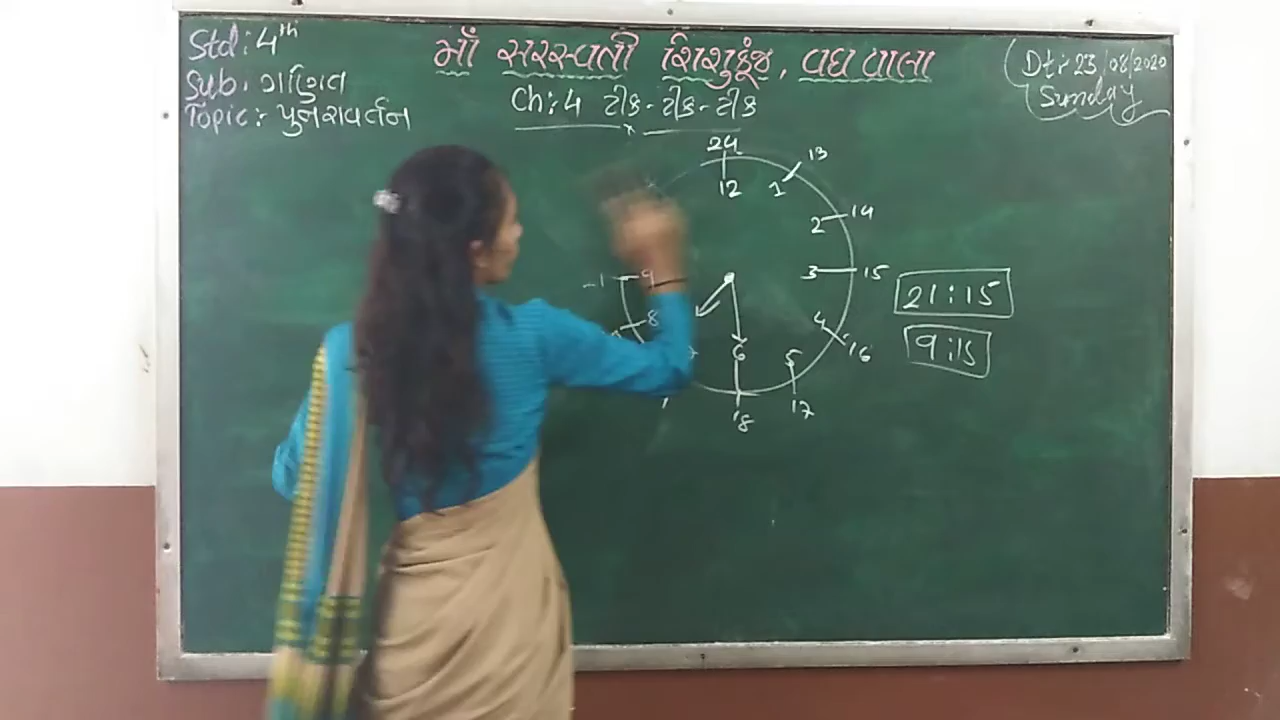 Std : 4th
Sub. ગણિત
Topic :- પુનરાવર્તન
માઁ સરસ્વતી શિશુકૂંજ, વઘ વાલા
Ch : 4 ટીક - ટીક - ટીક
Dt :- 23/08/2020
Sunday
24
12
1 13
2 14
3 15
4 16
5 17
6
18
8
9
21 : 15
9 : 15